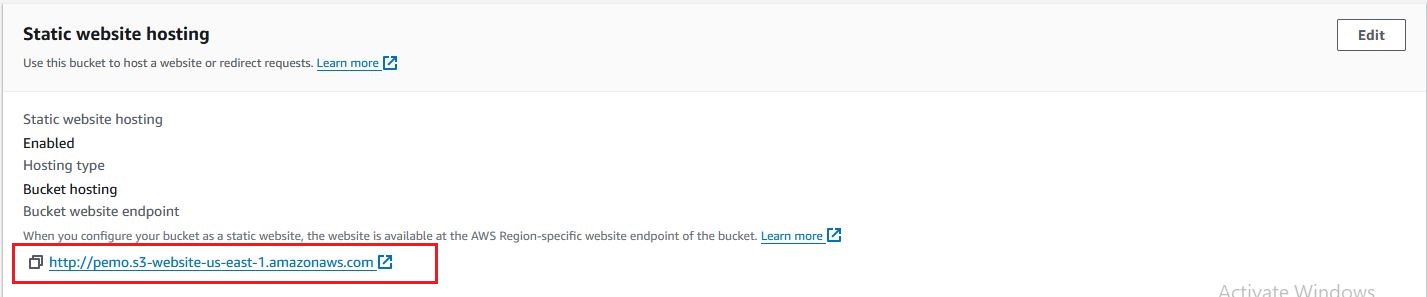 Static website hosting
Edit
Use this bucket to host a website or redirect requests. Learn more
Static website hosting
Enabled
Hosting type
Bucket hosting
Bucket website endpoint
When you configure your bucket as a static website, the website is available at the AWS Region-specific website endpoint of the bucket. Learn more
http://pemo.s3-website-us-east-1.amazonaws.com
Activate Windows